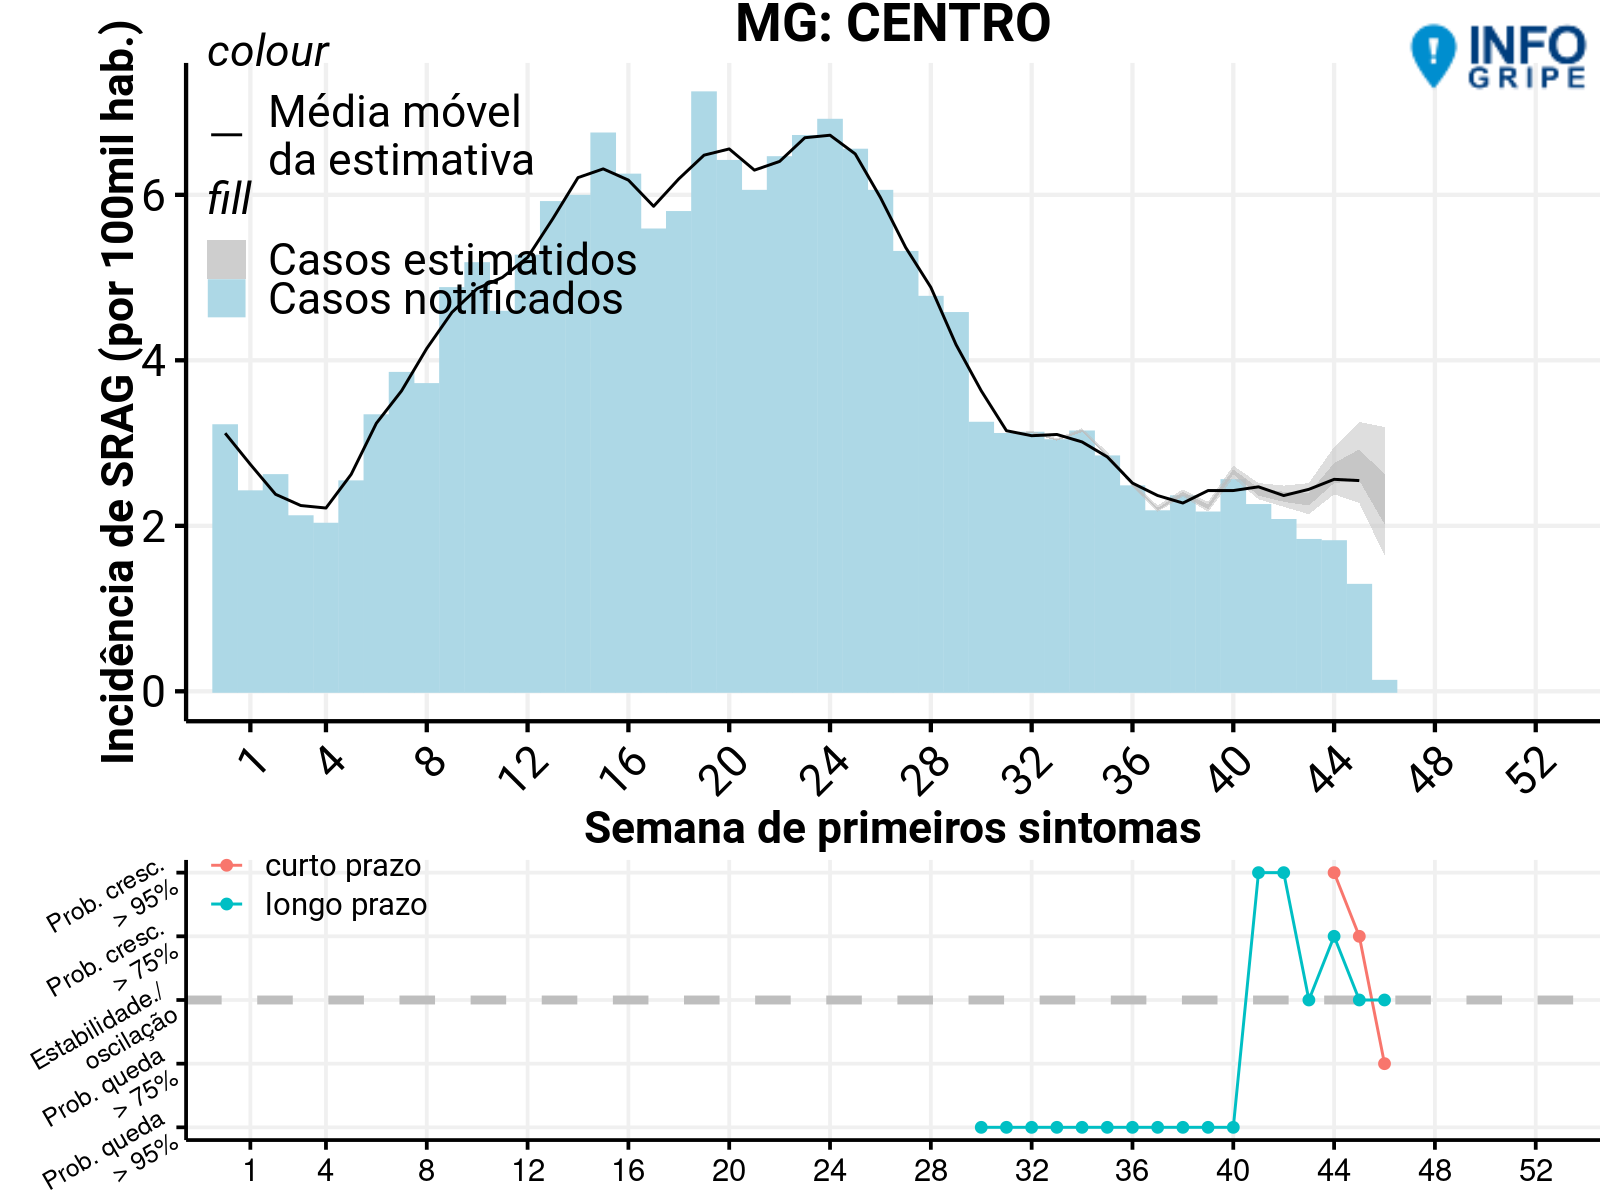 MG: CENTRO
INFO
GRIPE
colour
Média móvel
da estimativa
fill
Casos estimatidos
Casos notificados
Incidência de SRAG (por 100mil hab.)
6
4
2
0
1 4 8 12 16 20 24 28 32 36 40 44 48 52
Semana de primeiros sintomas
curto prazo
longo prazo
Prob. cresc.
> 95%
Prob. cresc.
> 75%
Estabilidade./
oscilação
Prob. queda
> 75%
Prob. queda
> 95%
1 4 8 12 16 20 24 28 32 36 40 44 48 52